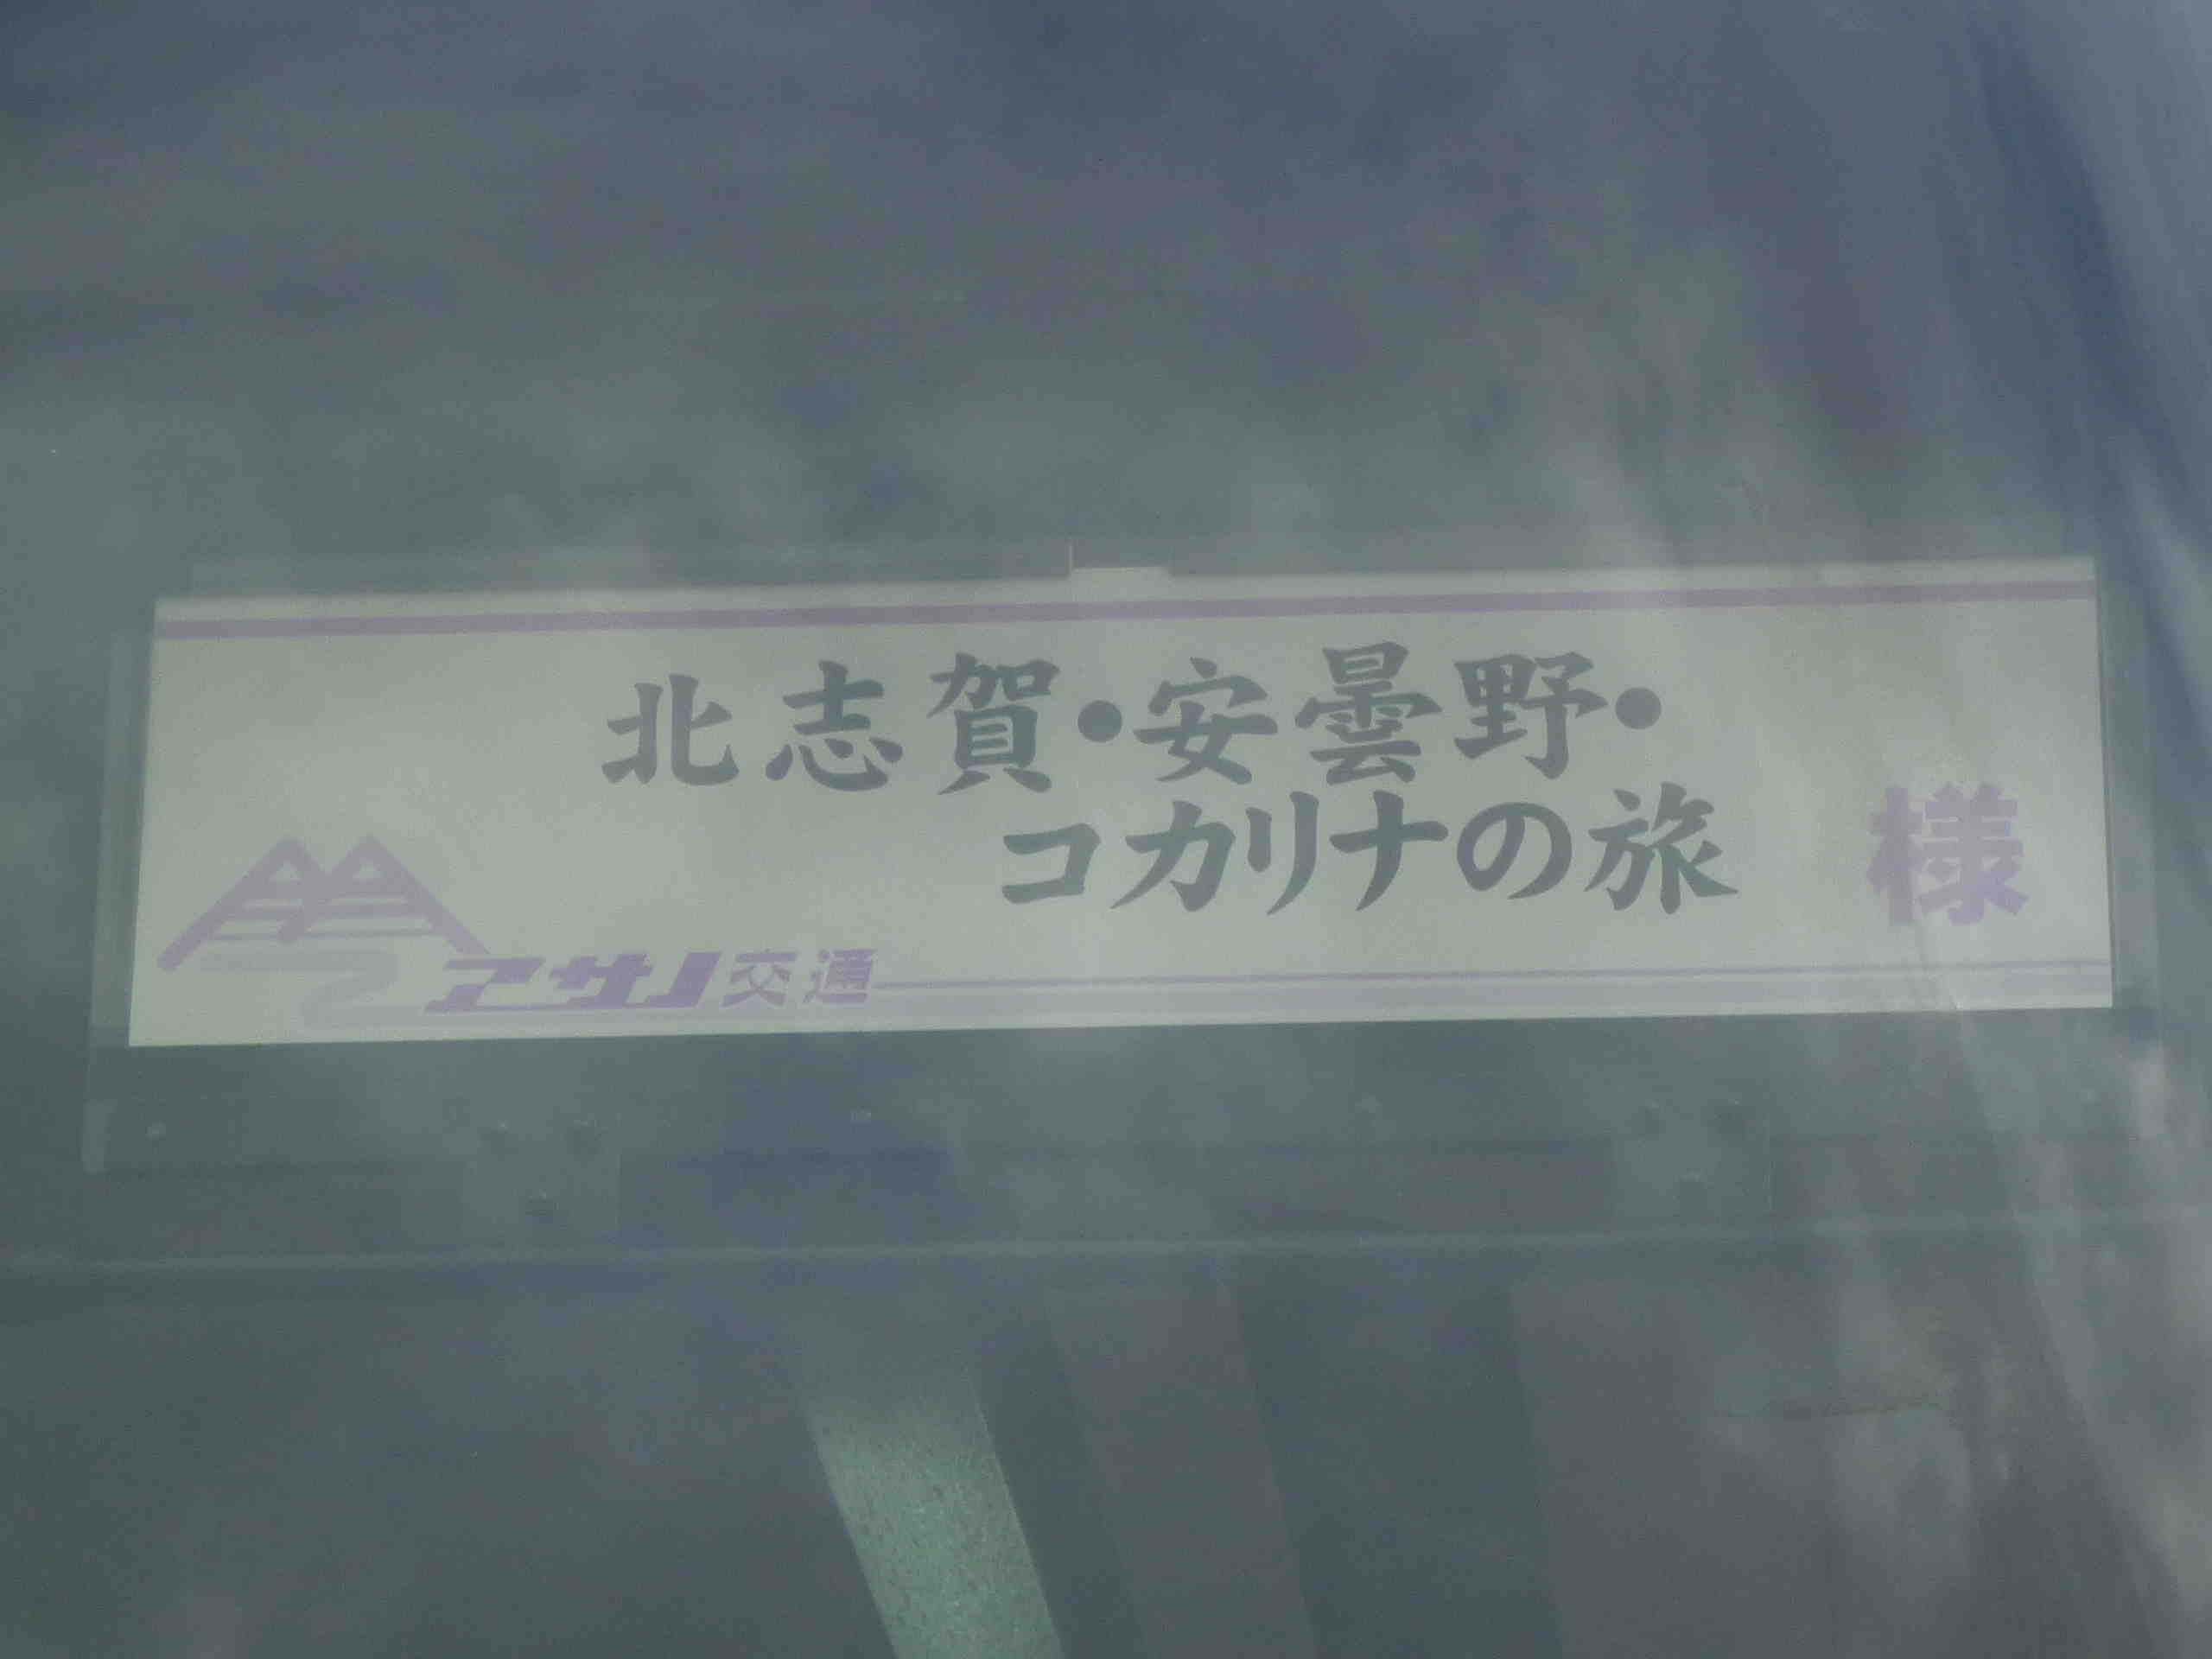 北志賀・安曇野・
コカリナの旅
様
アサノ交通